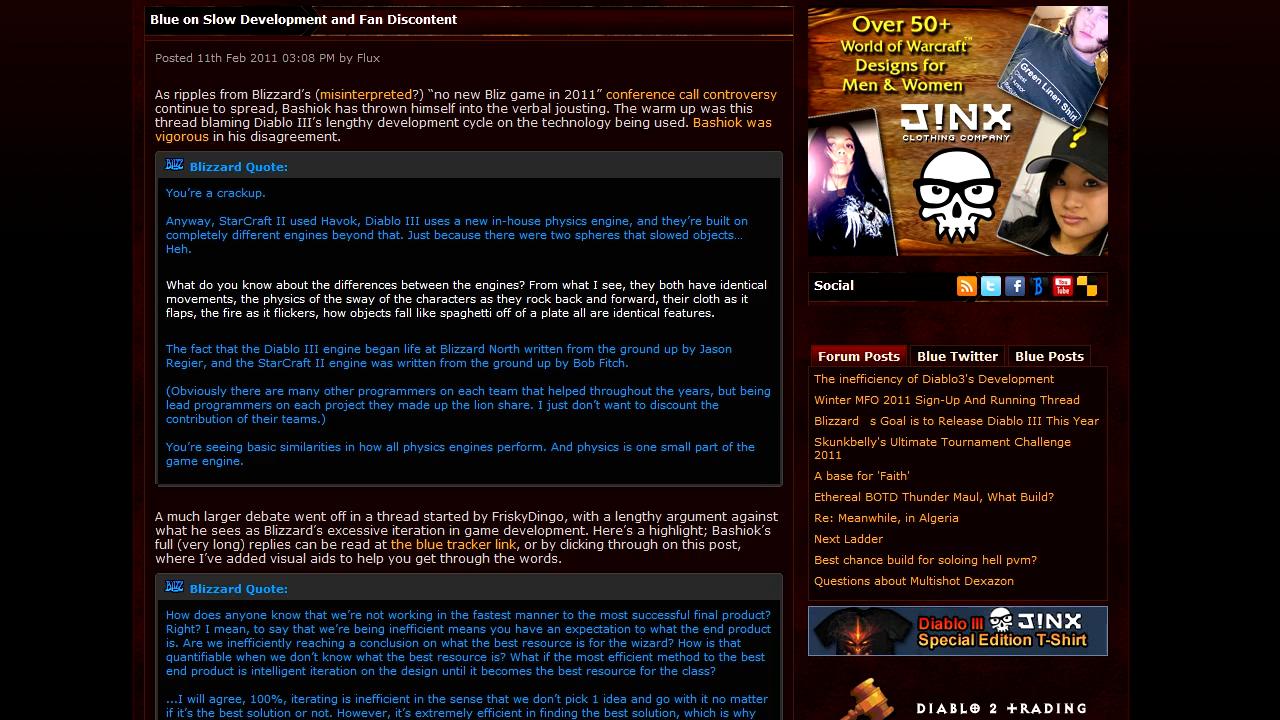 Blue on Slow Development and Fan Discontent
Posted 11th Feb 2011 03:08 PM by Flux
As ripples from Blizzard’s (misinterpreted?) “no new Bliz game in 2011” conference call controversy
continue to spread, Bashiok has thrown himself into the verbal jousting. The warm up was this
thread blaming Diablo III’s lengthy development cycle on the technology being used. Bashiok was
vigorous in his disagreement.
Blizzard Quote:
You’re a crackup.
Anyway, StarCraft II used Havok, Diablo III uses a new in-house physics engine, and they’re built on
completely different engines beyond that. Just because there were two spheres that slowed objects…
Heh.
What do you know about the differences between the engines? From what I see, they both have identical
movements, the physics of the sway of the characters as they rock back and forward, their cloth as it
flaps, the fire as it flickers, how objects fall like spaghetti off of a plate all are identical features.
The fact that the Diablo III engine began life at Blizzard North written from the ground up by Jason
Regier, and the StarCraft II engine was written from the ground up by Bob Fitch.
(Obviously there are many other programmers on each team that helped throughout the years, but being
lead programmers on each project they made up the lion share. I just don’t want to discount the
contribution of their teams.)
You’re seeing basic similarities in how all physics engines perform. And physics is one small part of the
game engine.
A much larger debate went off in a thread started by FriskyDingo, with a lengthy argument against
what he sees as Blizzard’s excessive iteration in game development. Here’s a highlight; Bashiok’s
full (very long) replies can be read at the blue tracker link, or by clicking through on this post,
where I’ve added visual aids to help you get through the words.
Blizzard Quote:
How does anyone know that we’re not working in the fastest manner to the most successful final product?
Right? I mean, to say that we’re being inefficient means you have an expectation to what the end product
is. Are we inefficiently reaching a conclusion on what the best resource is for the wizard? How is that
quantifiable when we don’t know what the best resource is? What if the most efficient method to the best
end product is intelligent iteration on the design until it becomes the best resource for the class?
…I will agree, 100%, iterating is inefficient in the sense that we don’t pick 1 idea and go with it no matter
if it’s the best solution or not. However, it’s extremely efficient in finding the best solution, which is why
Over 50+
World of Warcraft™
Designs for
Men & Women
Green Linen Shirt
J!NX
CLOTHING COMPANY
?
Social
You
Tube
Forum Posts
Blue Twitter
Blue Posts
The inefficiency of Diablo3's Development
Winter MFO 2011 Sign-Up And Running Thread
Blizzard s Goal is to Release Diablo III This Year
Skunkbelly's Ultimate Tournament Challenge
2011
A base for 'Faith'
Ethereal BOTD Thunder Maul, What Build?
Re: Meanwhile, in Algeria
Next Ladder
Best chance build for soloing hell pvm?
Questions about Multishot Dexazon
Diablo III J!NX
Special Edition T-Shirt
DIABLO 2 TRADING